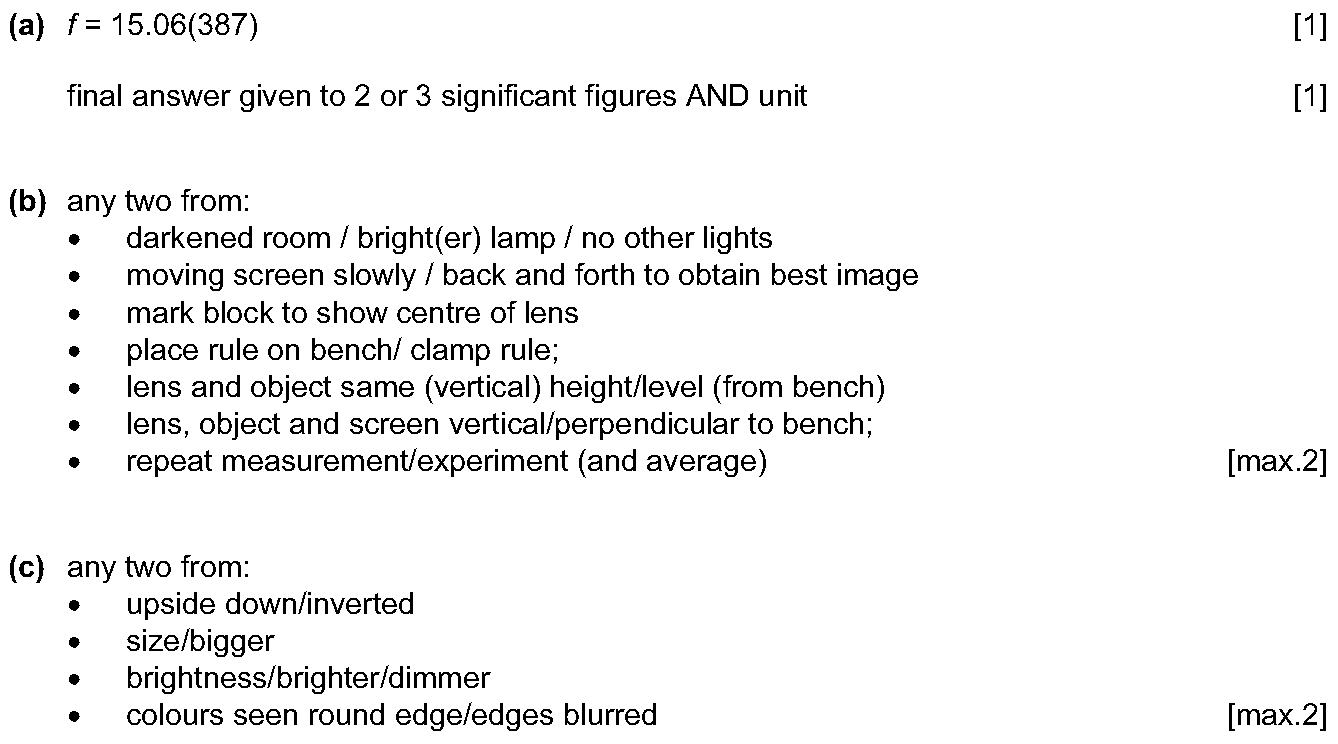 (a) f = 15.06(387) [1]
final answer given to 2 or 3 significant figures AND unit [1]
(b) any two from:
• darkened room / bright(er) lamp / no other lights
• moving screen slowly / back and forth to obtain best image
• mark block to show centre of lens
• place rule on bench/ clamp rule;
• lens and object same (vertical) height/level (from bench)
• lens, object and screen vertical/perpendicular to bench;
• repeat measurement/experiment (and average) [max.2]
(c) any two from:
• upside down/inverted
• size/bigger
• brightness/brighter/dimmer
• colours seen round edge/edges blurred [max.2]